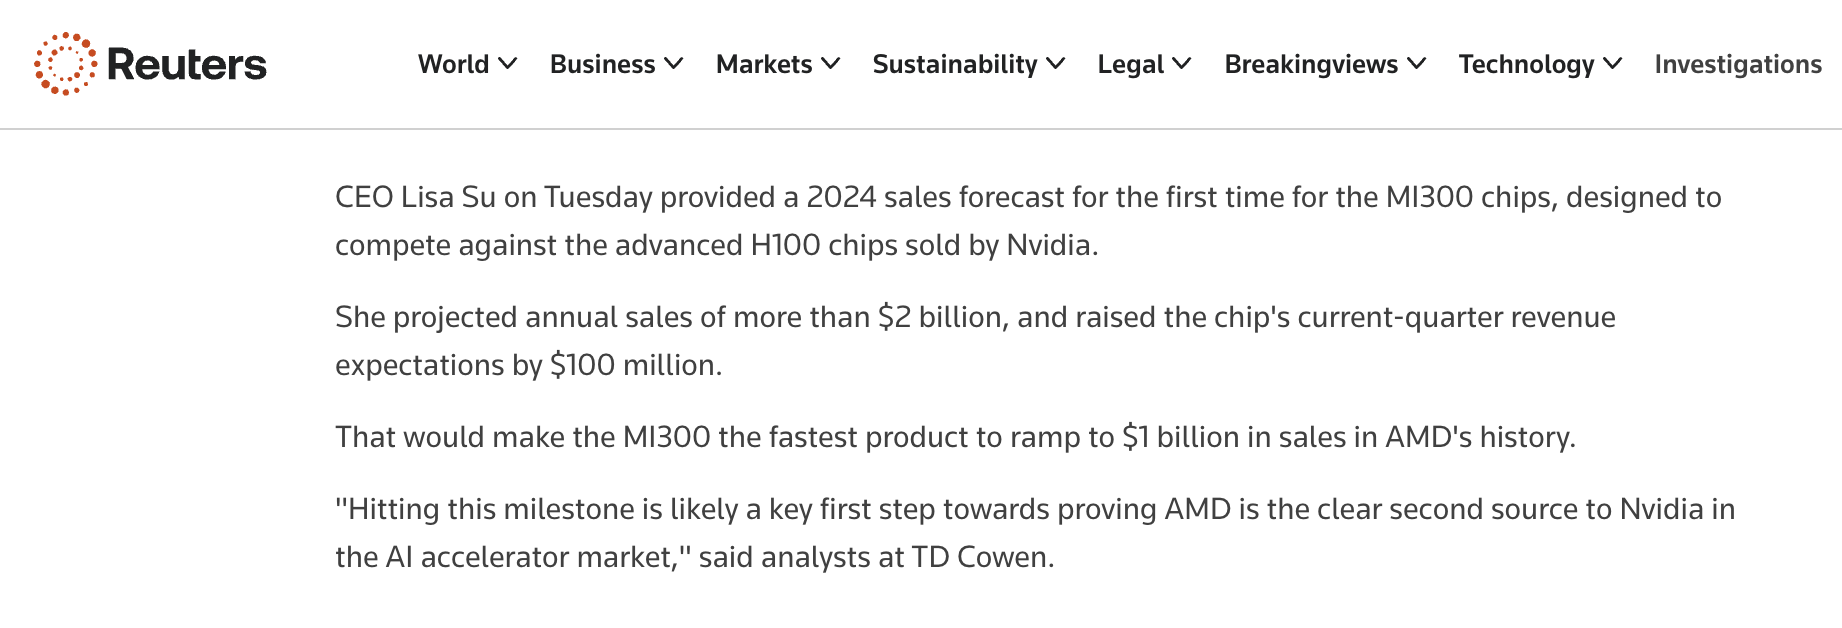 Reuters
World Business Markets Sustainability Legal Breakingviews Technology Investigations
CEO Lisa Su on Tuesday provided a 2024 sales forecast for the first time for the MI300 chips, designed to
compete against the advanced H100 chips sold by Nvidia.
She projected annual sales of more than $2 billion, and raised the chip's current-quarter revenue
expectations by $100 million.
That would make the MI300 the fastest product to ramp to $1 billion in sales in AMD's history.
"Hitting this milestone is likely a key first step towards proving AMD is the clear second source to Nvidia in
the AI accelerator market," said analysts at TD Cowen.